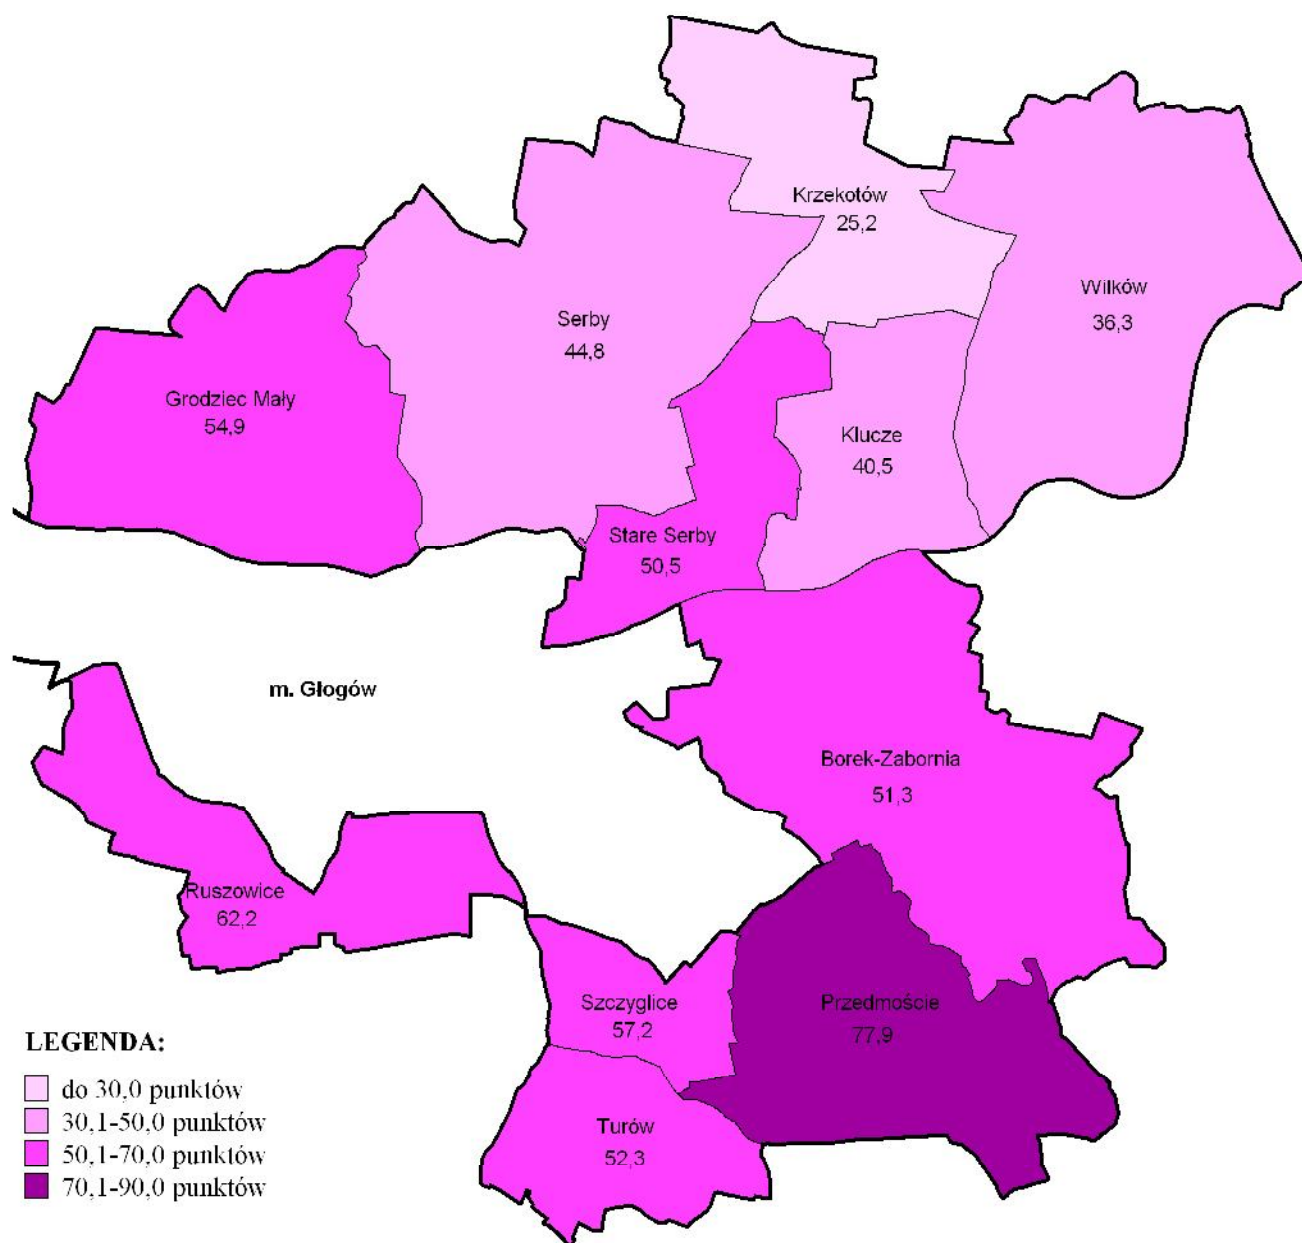 Krzekotów
25,2
Wilków
36,3
Serby
44,8
Grodziec Mały
54,9
Klucze
40,5
Stare Serby
50,5
m. Głogów
Borek-Zabornia
51,3
Ruszowice
62,2
Szczyglice
57,2
Przedmoście
77,9
Turów
52,3
LEGENDA:
do 30,0 punktów
30,1-50,0 punktów
50,1-70,0 punktów
70,1-90,0 punktów